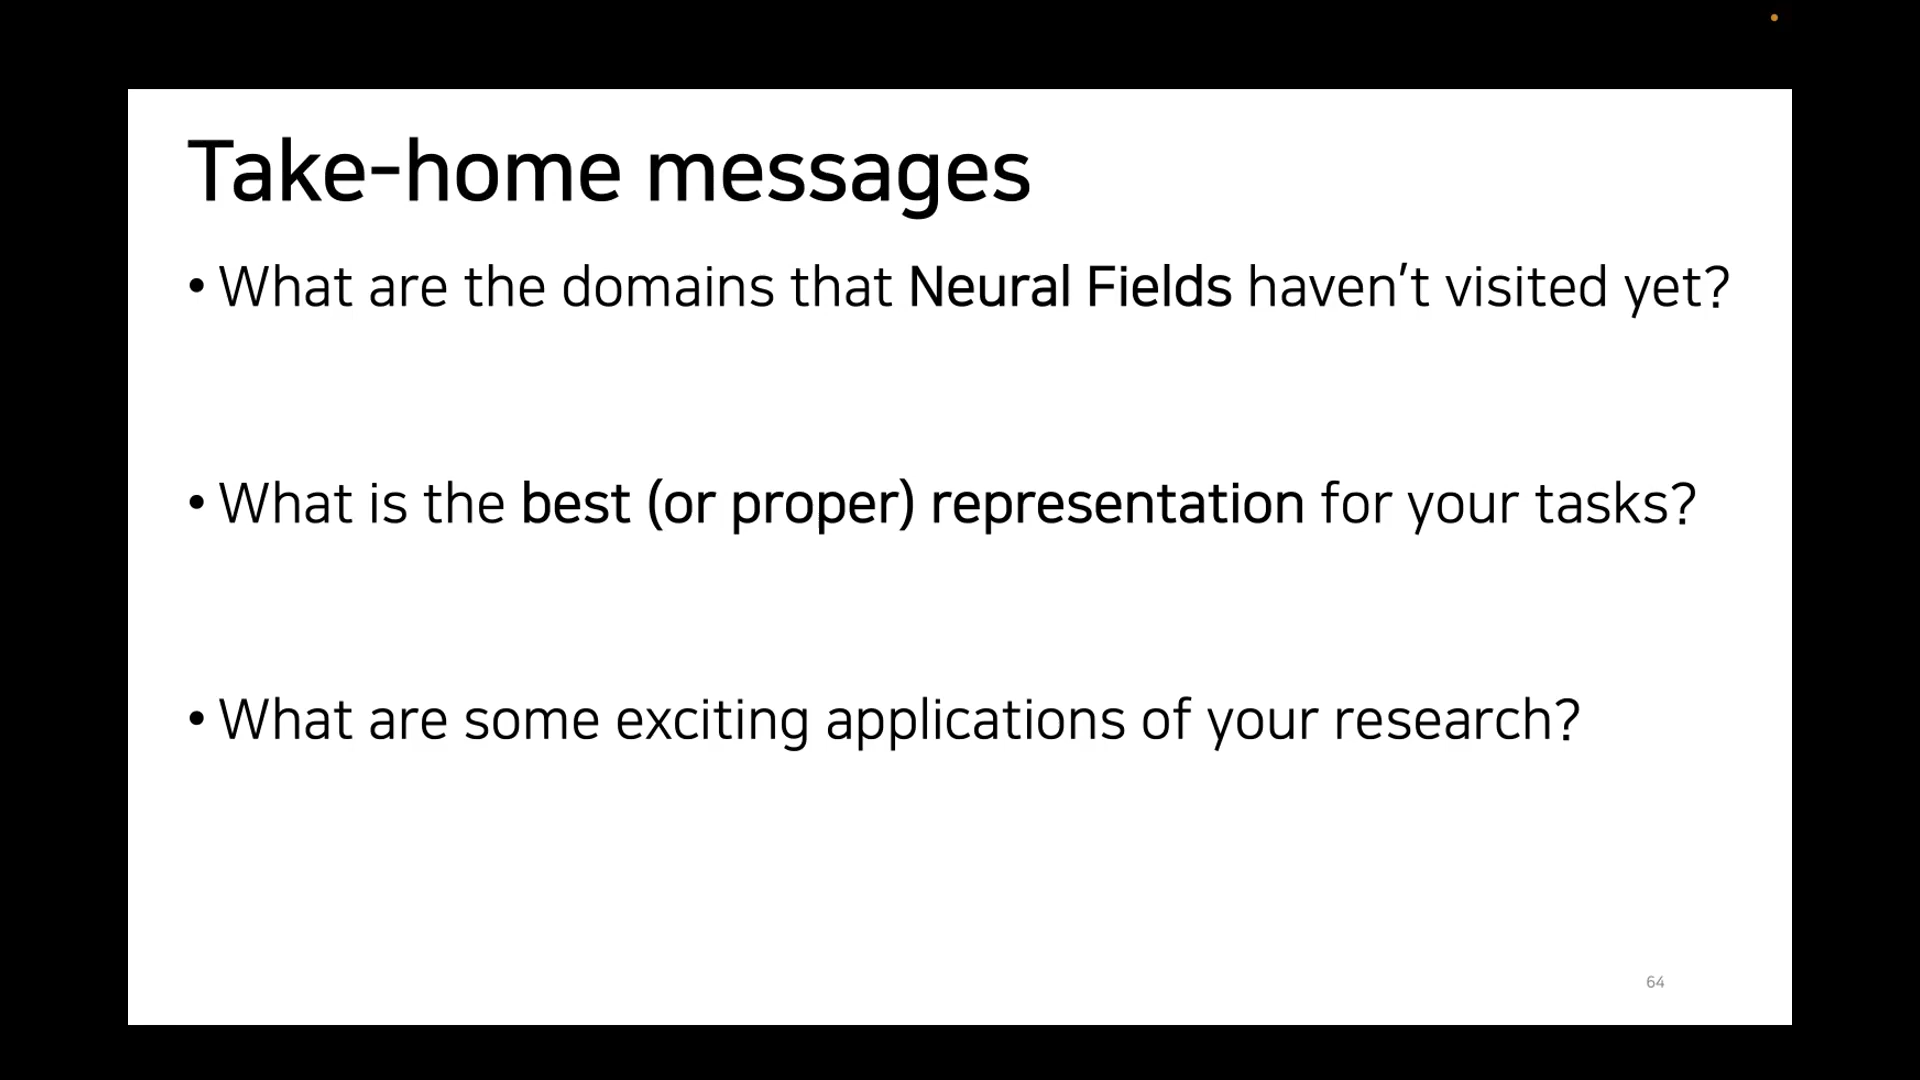 Take-home messages
• What are the domains that Neural Fields haven’t visited yet?
• What is the best (or proper) representation for your tasks?
• What are some exciting applications of your research?
64